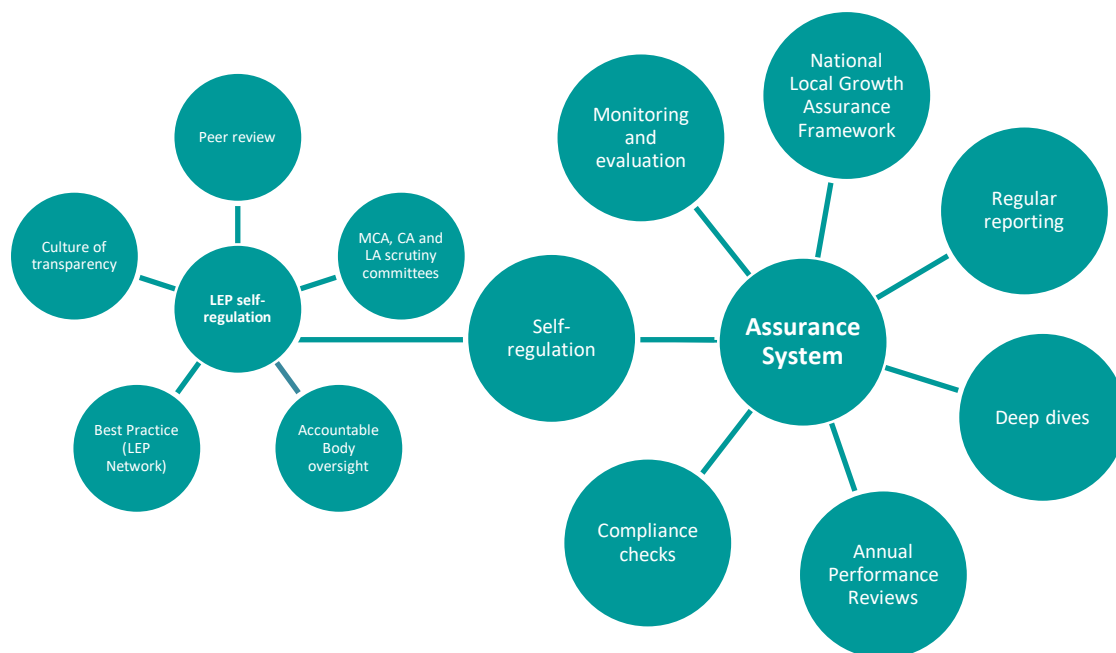 Peer review
Culture of
transparency
MCA, CA and
LA scrutiny
committees
LEP self-
regulation
Best Practice
(LEP
Network)
Accountable
Body
oversight
Self-
regulation
Monitoring
and
evaluation
National
Local Growth
Assurance
Framework
Regular
reporting
Assurance
System
Deep dives
Compliance
checks
Annual
Performance
Reviews